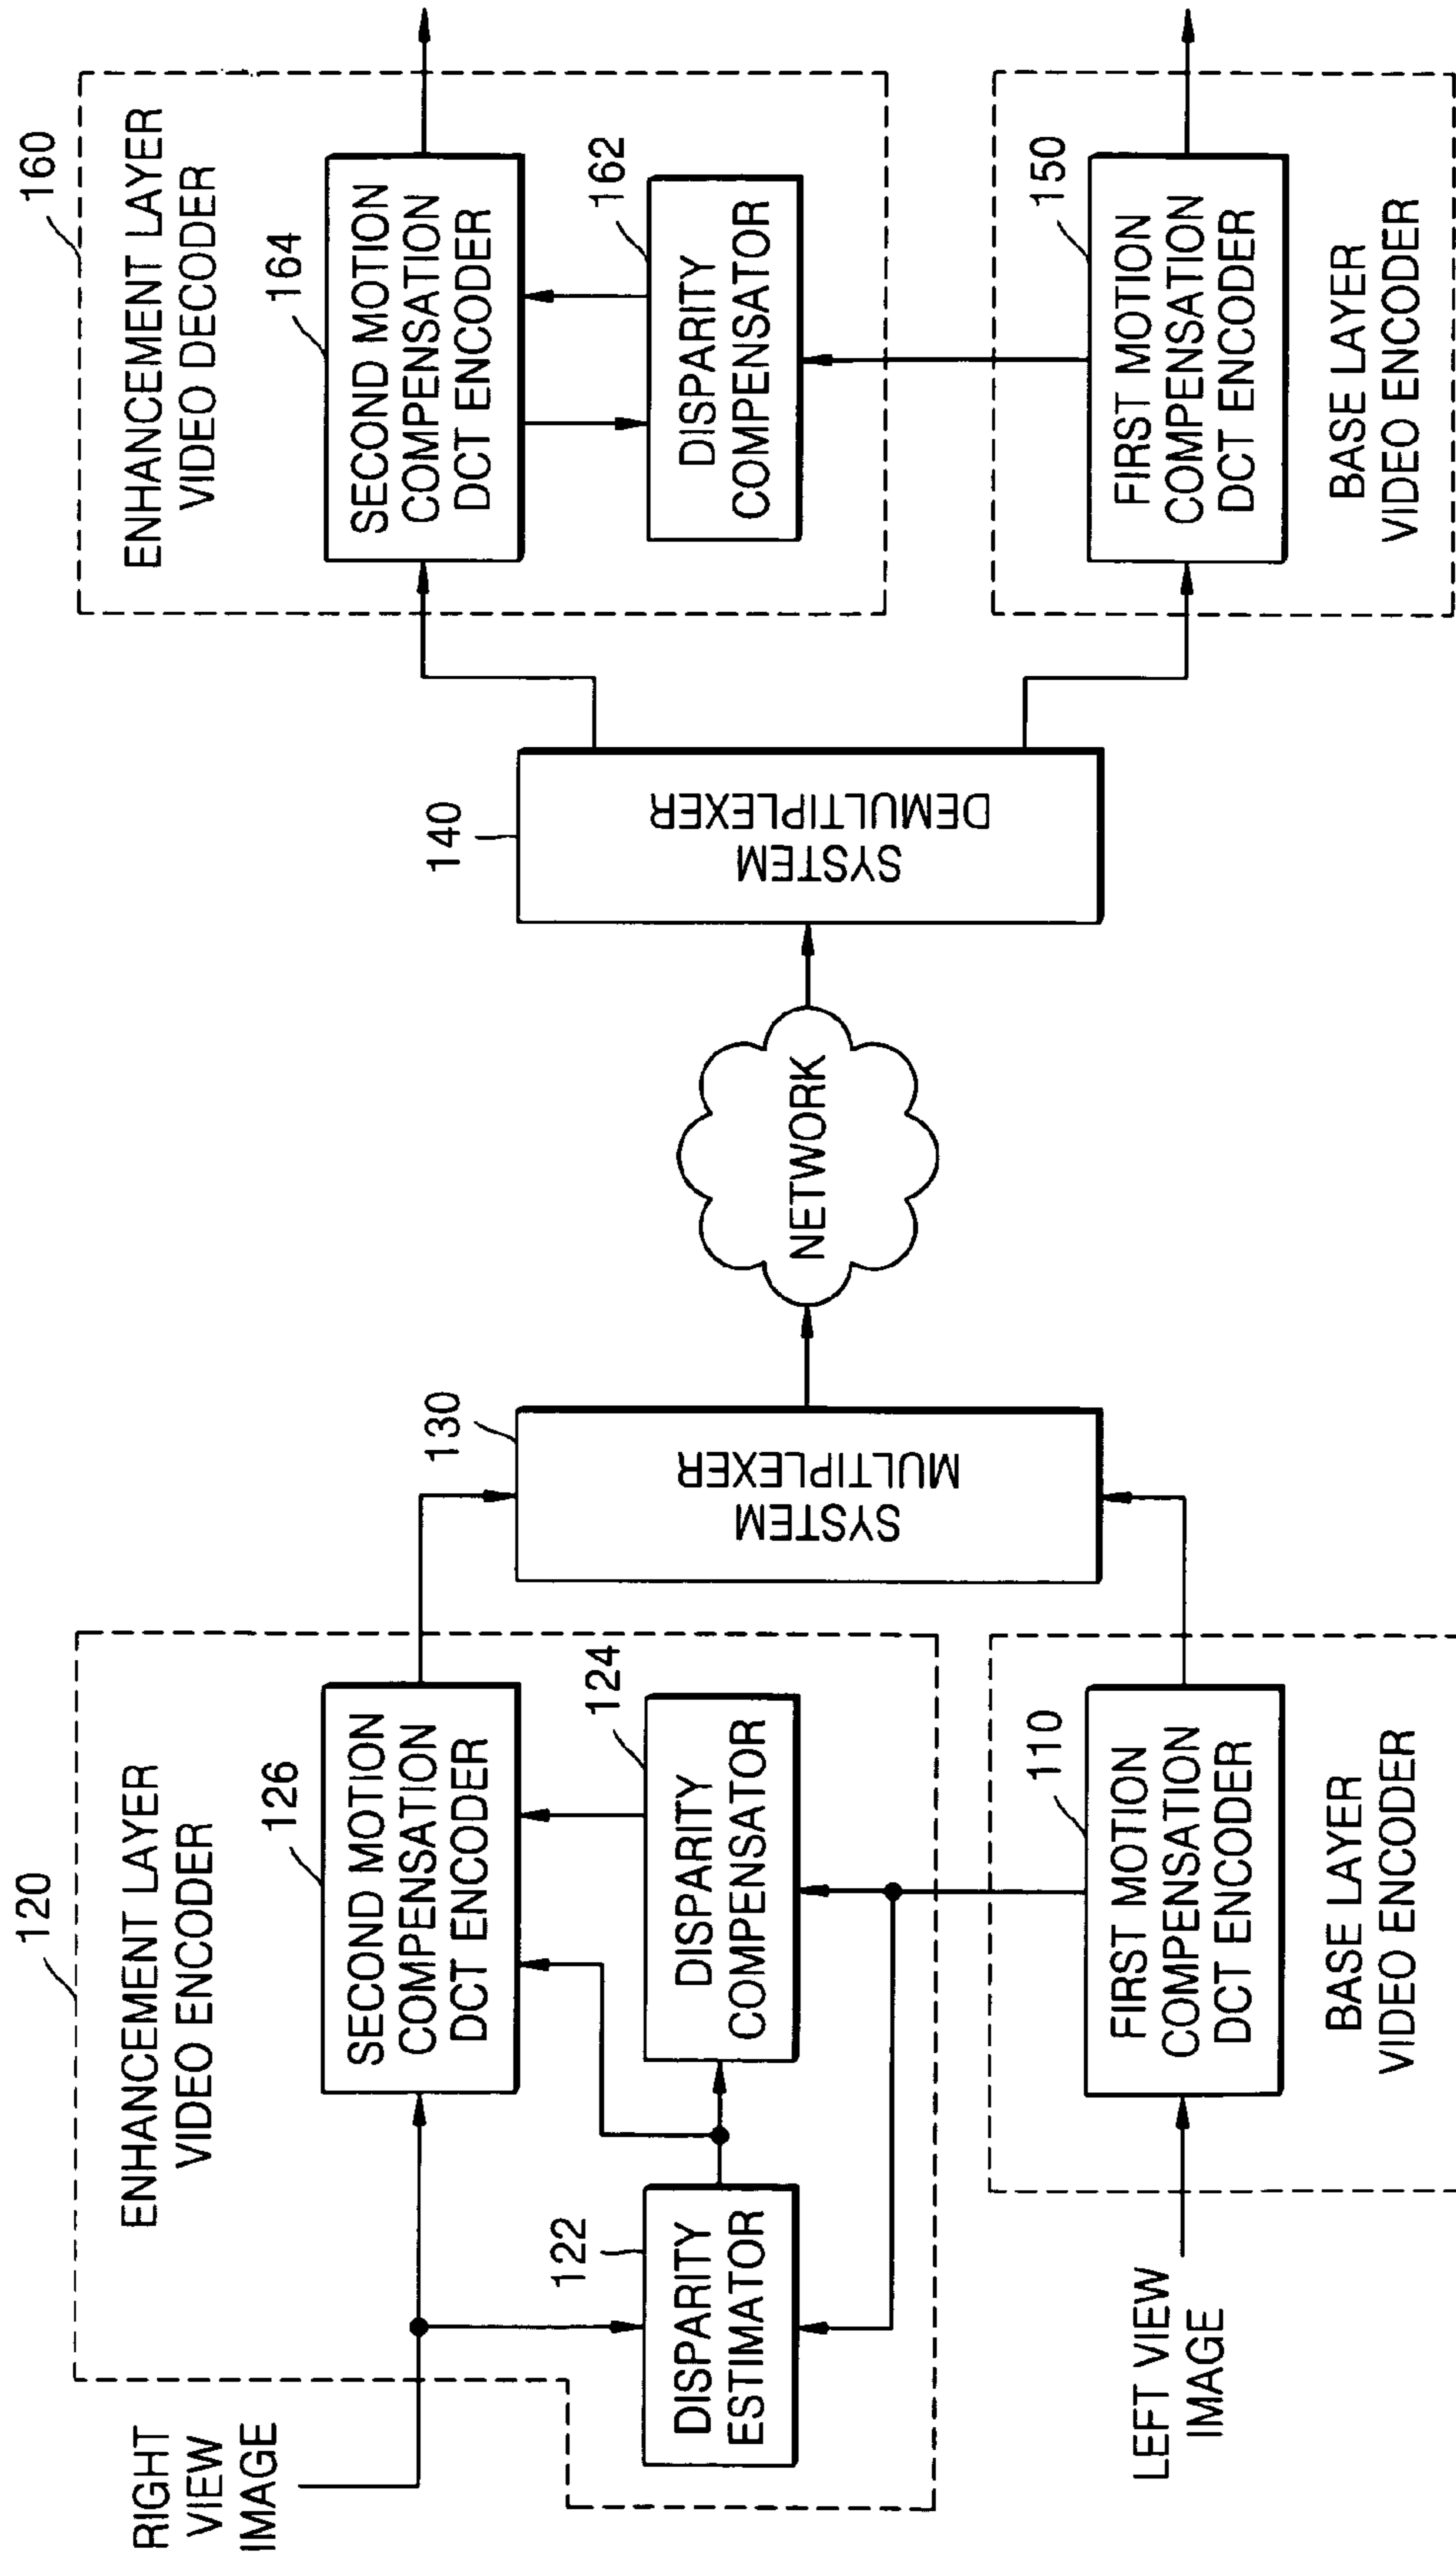 RIGHT
VIEW
IMAGE
120
ENHANCEMENT LAYER
VIDEO ENCODER
126
SECOND MOTION
COMPENSATION
DCT ENCODER
122
DISPARITY
ESTIMATOR
124
DISPARITY
COMPENSATOR
LEFT VIEW
IMAGE
110
FIRST MOTION
COMPENSATION
DCT ENCODER
BASE LAYER
VIDEO ENCODER
130
SYSTEM
MULTIPLEXER
NETWORK
140
SYSTEM
DEMULTIPLEXER
160
ENHANCEMENT LAYER
VIDEO DECODER
164
SECOND MOTION
COMPENSATION
DCT ENCODER
162
DISPARITY
COMPENSATOR
150
FIRST MOTION
COMPENSATION
DCT ENCODER
BASE LAYER
VIDEO ENCODER